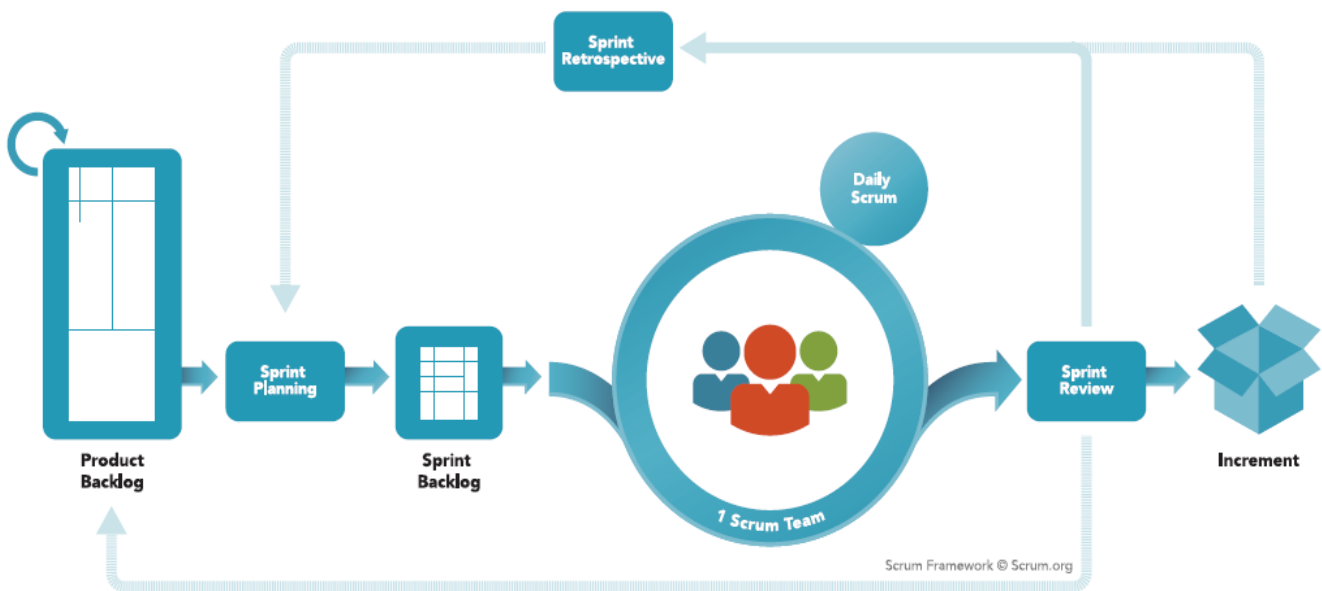 Sprint
Retrospective
Daily
Scrum
Sprint
Planning
Sprint
Review
Product
Backlog
Sprint
Backlog
Increment
1 Scrum Team
Scrum Framework © Scrum.org